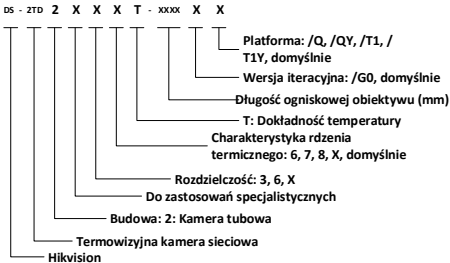 DS - 2TD 2 X X X T - XXXX X X
Platforma: /Q, /QY, /T1, /
T1Y, domyślnie
Wersja iteracyjna: /G0, domyślnie
Długość ogniskowej obiektywu (mm)
T: Dokładność temperatury
Charakterystyka rdzenia
termicznego: 6, 7, 8, X, domyślnie
Rozdzielczość: 3, 6, X
Do zastosowań specjalistycznych
Budowa: 2: Kamera tubowa
Termowizyjna kamera sieciowa
Hikvision